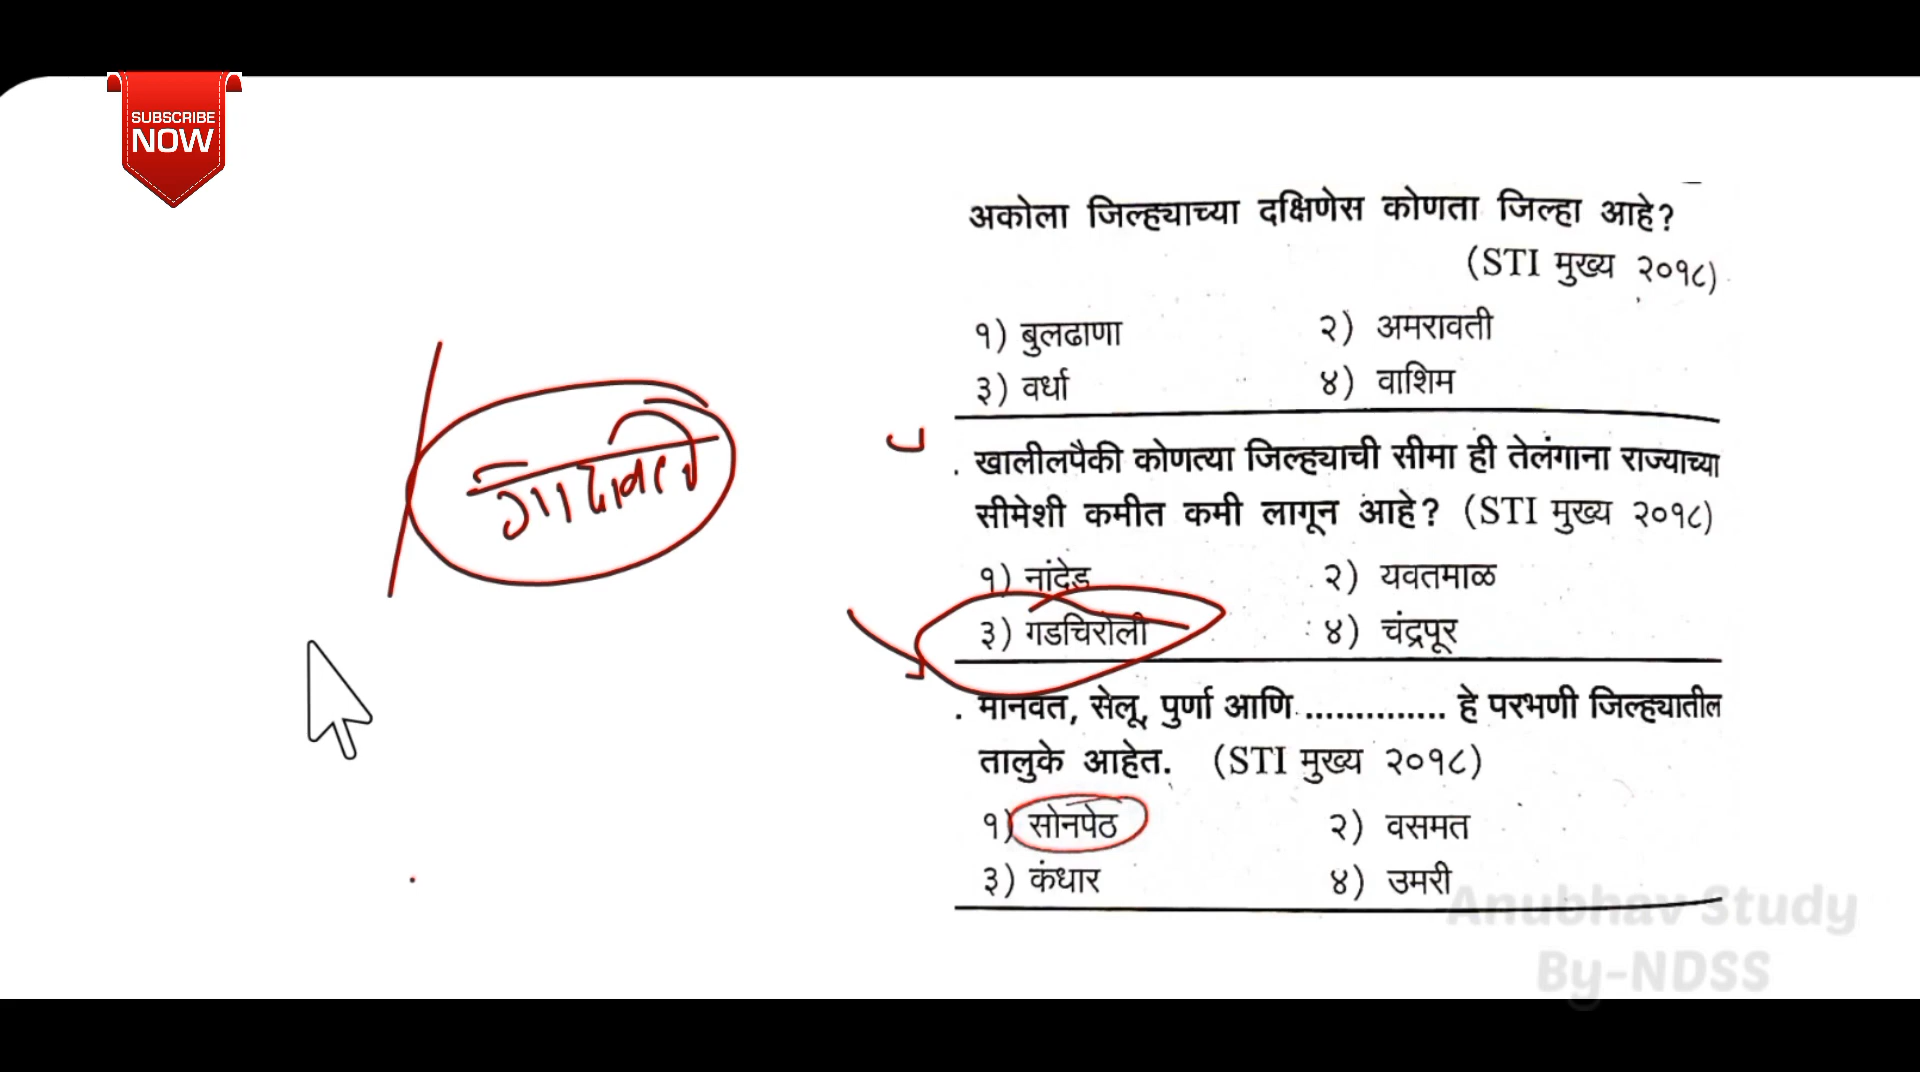 SUBSCRIBE
NOW
अकोला जिल्ह्याच्या दक्षिणेस कोणता जिल्हा आहे?
(STI मुख्य २०१८)
१) बुलढाणा २) अमरावती
३) वर्धा ४) वाशिम
. खालीलपैकी कोणत्या जिल्ह्याची सीमा ही तेलंगाना राज्याच्या
सीमेशी कमीत कमी लागून आहे? (STI मुख्य २०१८)
१) नांदेड २) यवतमाळ
३) गडचिरोली ४) चंद्रपूर
. मानवत, सेलू, पुर्णा आणि .............. हे परभणी जिल्ह्यातील
तालुके आहेत. (STI मुख्य २०१८)
१) सोनपेठ २) वसमत
३) कंधार ४) उमरी
Anubhav Study
By-NDSS